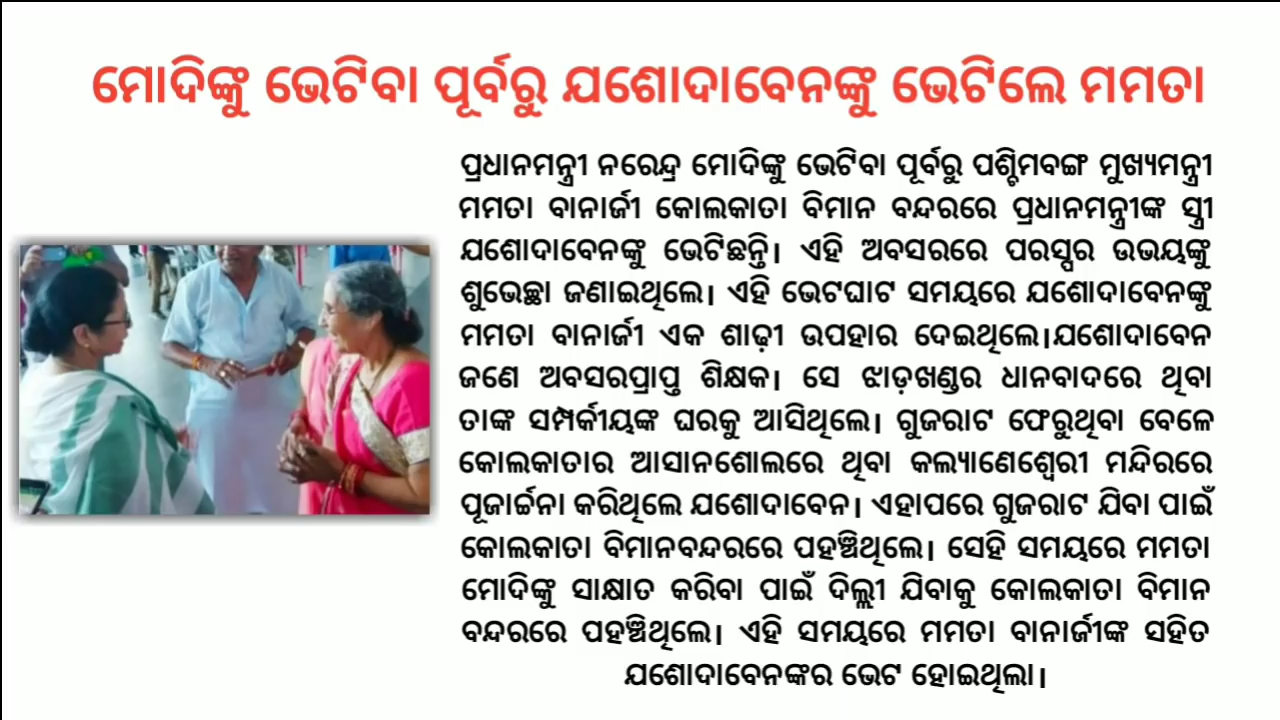 ମୋଦିଙ୍କୁ ଭେଟିବା ପୂର୍ବରୁ ଯଶୋଦାବେନଙ୍କୁ ଭେଟିଲେ ମମତା
ପ୍ରଧାନମନ୍ତ୍ରୀ ନରେନ୍ଦ୍ର ମୋଦିଙ୍କୁ ଭେଟିବା ପୂର୍ବରୁ ପଶ୍ଚିମବଙ୍ଗ ମୁଖ୍ୟମନ୍ତ୍ରୀ
ମମତା ବାନାର୍ଜୀ କୋଲକାତା ବିମାନ ବନ୍ଦରରେ ପ୍ରଧାନମନ୍ତ୍ରୀଙ୍କ ସ୍ତ୍ରୀ
ଯଶୋଦାବେନଙ୍କୁ ଭେଟିଛନ୍ତି। ଏହି ଅବସରରେ ପରସ୍ପର ଉଭୟଙ୍କୁ
ଶୁଭେଚ୍ଛା ଜଣାଇଥିଲେ। ଏହି ଭେଟଘାଟ ସମୟରେ ଯଶୋଦାବେନଙ୍କୁ
ମମତା ବାନାର୍ଜୀ ଏକ ଶାଢ଼ୀ ଉପହାର ଦେଇଥିଲେ।ଯଶୋଦାବେନ
ଜଣେ ଅବସରପ୍ରାପ୍ତ ଶିକ୍ଷକ। ସେ ଝାଡ଼ଖଣ୍ଡର ଧାନବାଦରେ ଥିବା
ତାଙ୍କ ସମ୍ପର୍କୀୟଙ୍କ ଘରକୁ ଆସିଥିଲେ। ଗୁଜରାଟ ଫେରୁଥିବା ବେଳେ
କୋଲକାତାର ଆସାନଶୋଲରେ ଥିବା କଲ୍ୟାଣେଶ୍ୱେରୀ ମନ୍ଦିରରେ
ପୂଜାର୍ଚ୍ଚନା କରିଥିଲେ ଯଶୋଦାବେନ। ଏହାପରେ ଗୁଜରାଟ ଯିବା ପାଇଁ
କୋଲକାତା ବିମାନବନ୍ଦରରେ ପହଞ୍ଚିଥିଲେ। ସେହି ସମୟରେ ମମତା
ମୋଦିଙ୍କୁ ସାକ୍ଷାତ କରିବା ପାଇଁ ଦିଲ୍ଲୀ ଯିବାକୁ କୋଲକାତା ବିମାନ
ବନ୍ଦରରେ ପହଞ୍ଚିଥିଲେ। ଏହି ସମୟରେ ମମତା ବାନାର୍ଜୀଙ୍କ ସହିତ
ଯଶୋଦାବେନଙ୍କର ଭେଟ ହୋଇଥିଲା।